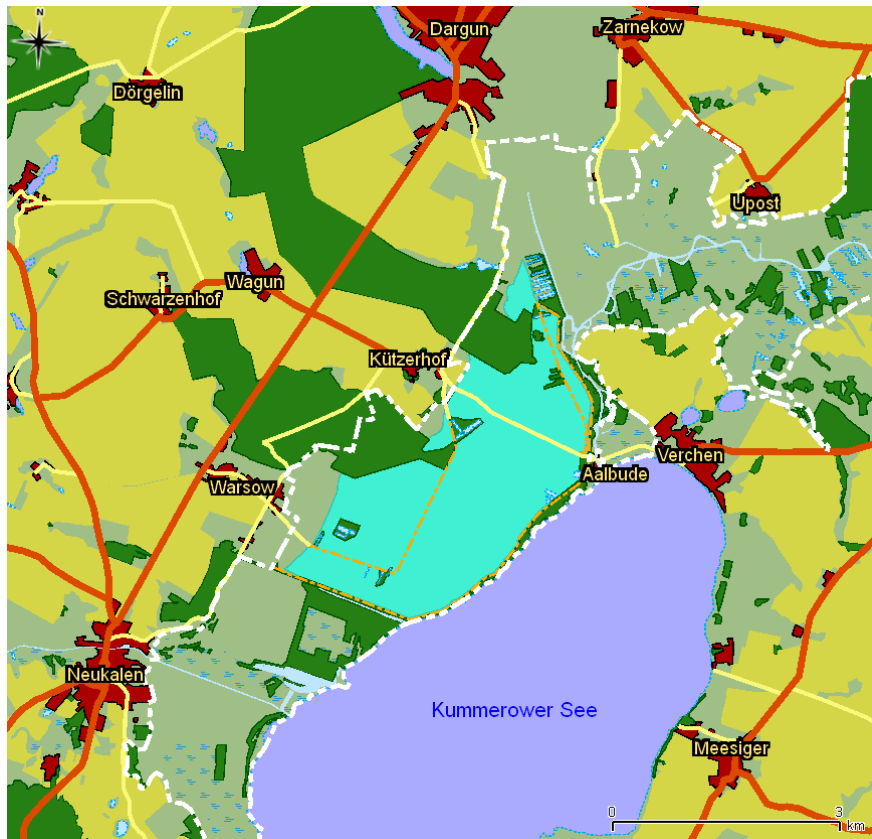 N
Dargun
Zarnekow
Dörgelin
Upost
Wagun
Schwarzenhof
Kützerhof
Verchen
Aalbude
Warsow
Neukalen
Kummerower See
Meesiger
0 3
km